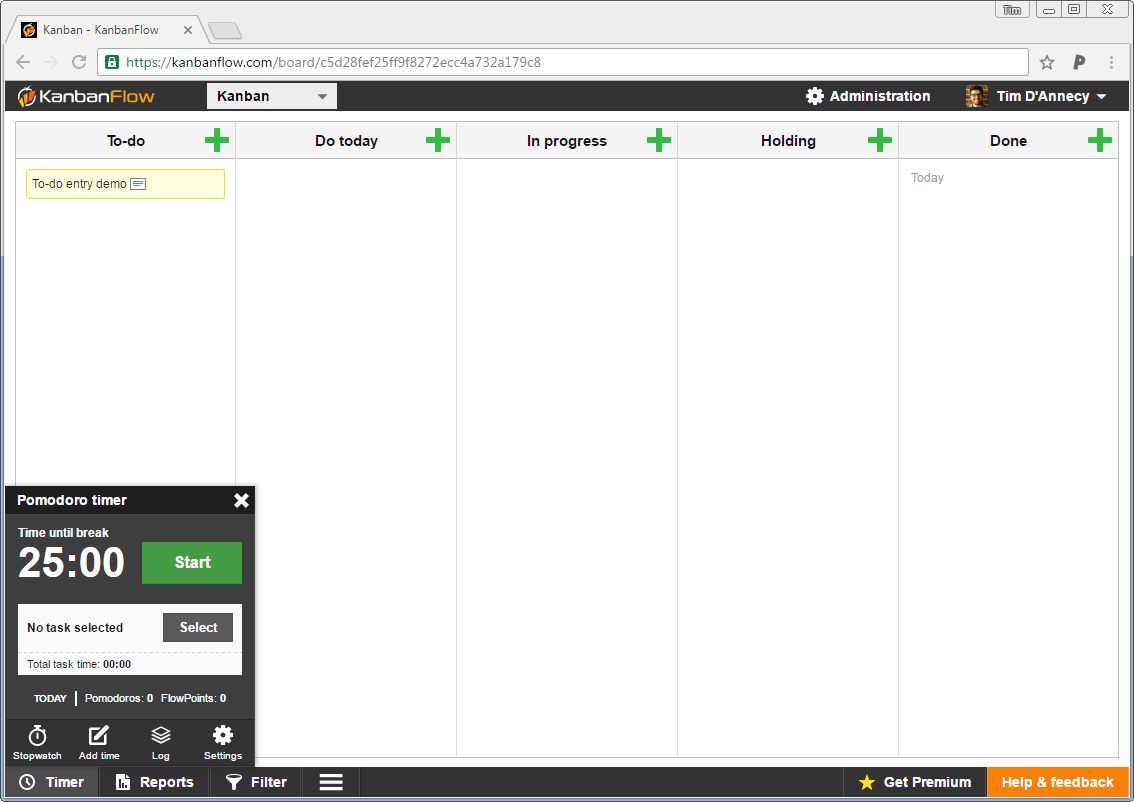 Tim
Kanban - KanbanFlow
https://kanbanflow.com/board/c5d28fef25ff9f8272ecc4a732a179c8
KanbanFlow
Kanban
Administration
Tim D'Annecy
To-do
Do today
In progress
Holding
Done
To-do entry demo
Today
Pomodoro timer
Time until break
25:00
Start
No task selected
Select
Total task time: 00:00
TODAY
Pomodoros: 0
FlowPoints: 0
Stopwatch
Add time
Log
Settings
Timer
Reports
Filter
Get Premium
Help & feedback